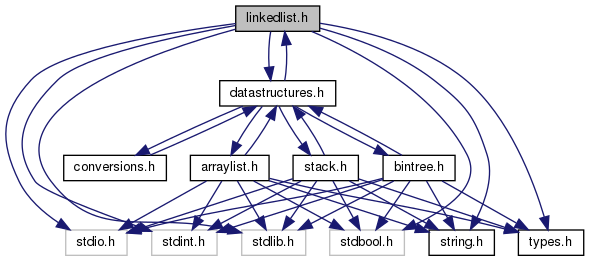 linkedlist.h
datastructures.h
conversions.h
arraylist.h
stack.h
bintree.h
stdio.h
stdint.h
stdlib.h
stdbool.h
string.h
types.h